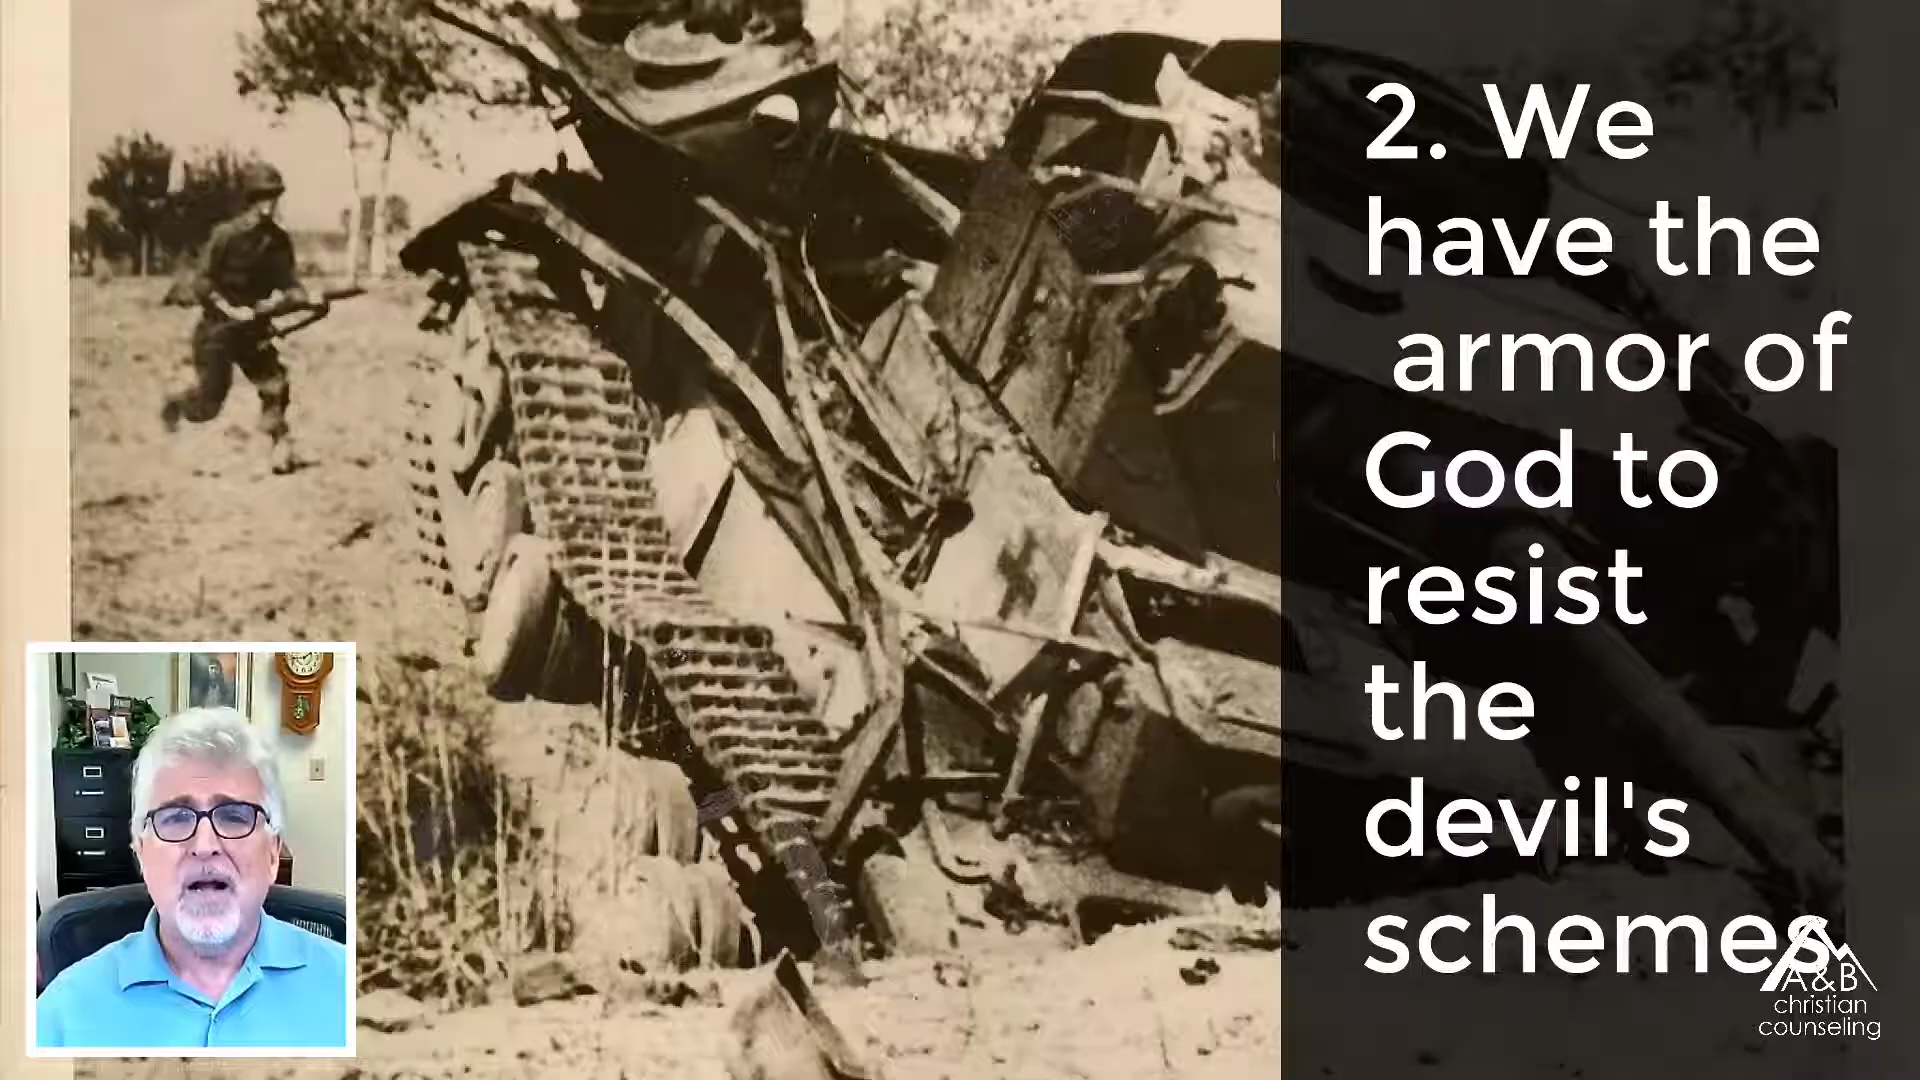 2. We
have the
armor of
God to
resist
the
devil's
schemes
A&B
christian
counseling